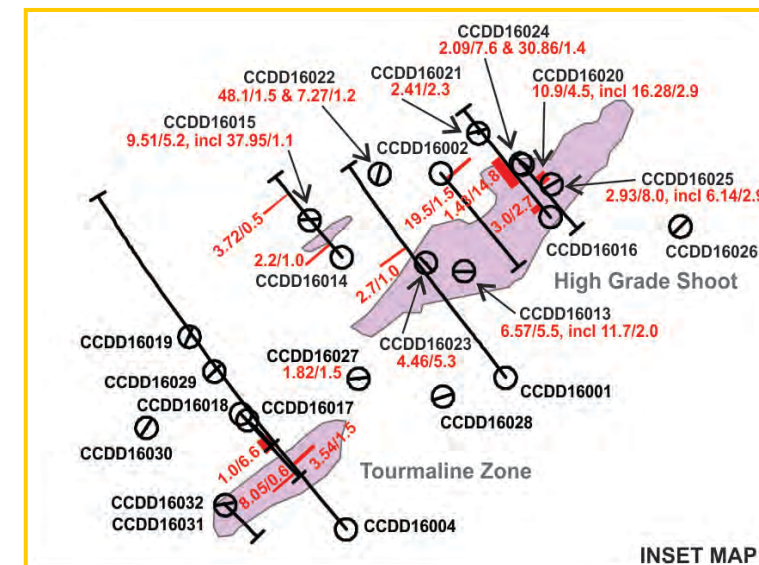 CCDD16024
2.09/7.6 & 30.86/1.4
CCDD16022
48.1/1.5 & 7.27/1.2
CCDD16021
2.41/2.3
CCDD16020
10.9/4.5, incl 16.28/2.9
CCDD16015
9.51/5.2, incl 37.95/1.1
CCDD16002
CCDD16025
2.93/8.0, incl 6.14/2.9
19.5/1.5
1.43/14.8
3.0/2.7
3.72/0.5
2.2/1.0
CCDD16014
2.7/1.0
CCDD16016
CCDD16026
High Grade Shoot
CCDD16013
6.57/5.5, incl 11.7/2.0
CCDD16023
4.46/5.3
CCDD16019
CCDD16027
1.82/1.5
CCDD16029
CCDD16001
CCDD16018
CCDD16017
CCDD16028
CCDD16030
1.0/6.6
8.05/0.6
3.54/1.5
Tourmaline Zone
CCDD16032
CCDD16031
CCDD16004
INSET MAP